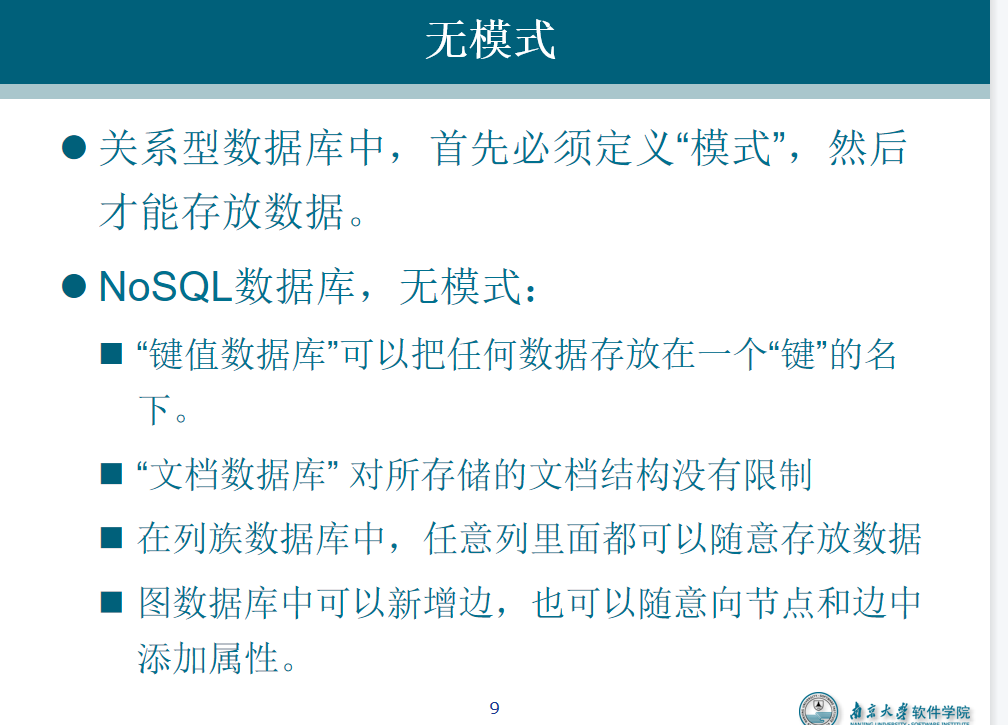 无模式
● 关系型数据库中，首先必须定义“模式”，然后
才能存放数据。
● NoSQL数据库，无模式：
■ “键值数据库”可以把任何数据存放在一个“键”的名
下。
■ “文档数据库” 对所存储的文档结构没有限制
■ 在列族数据库中，任意列里面都可以随意存放数据
■ 图数据库中可以新增边，也可以随意向节点和边中
添加属性。
9
南京大学软件学院